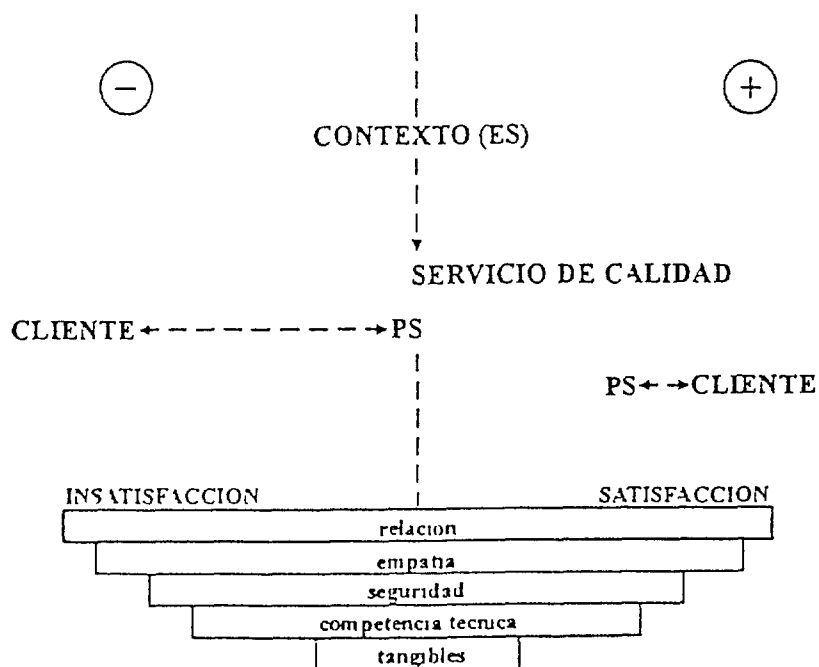 − +
CONTEXTO (ES)
SERVICIO DE CALIDAD
CLIENTE PS
PS CLIENTE
INSATISFACCION SATISFACCION
relacion
empatia
seguridad
competencia tecnica
tangibles